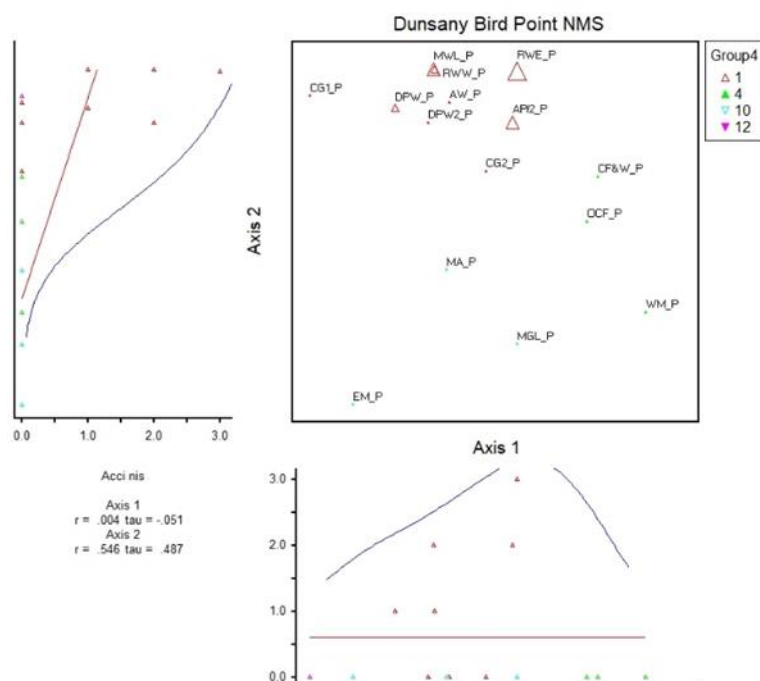 Dunsany Bird Point NMS
Group4
1
4
10
12
MWL_P
RWE_P
RWW_P
CG1_P
DPW_P
AW_P
DPW2_P
API2_P
CG2_P
CF&W_P
OCF_P
MA_P
WM_P
MGL_P
EM_P
Axis 2
0.0 1.0 2.0 3.0
Axis 1
Acci nis
Axis 1
r = .004 tau = -.051
Axis 2
r = .546 tau = .487
3.0
2.0
1.0
0.0